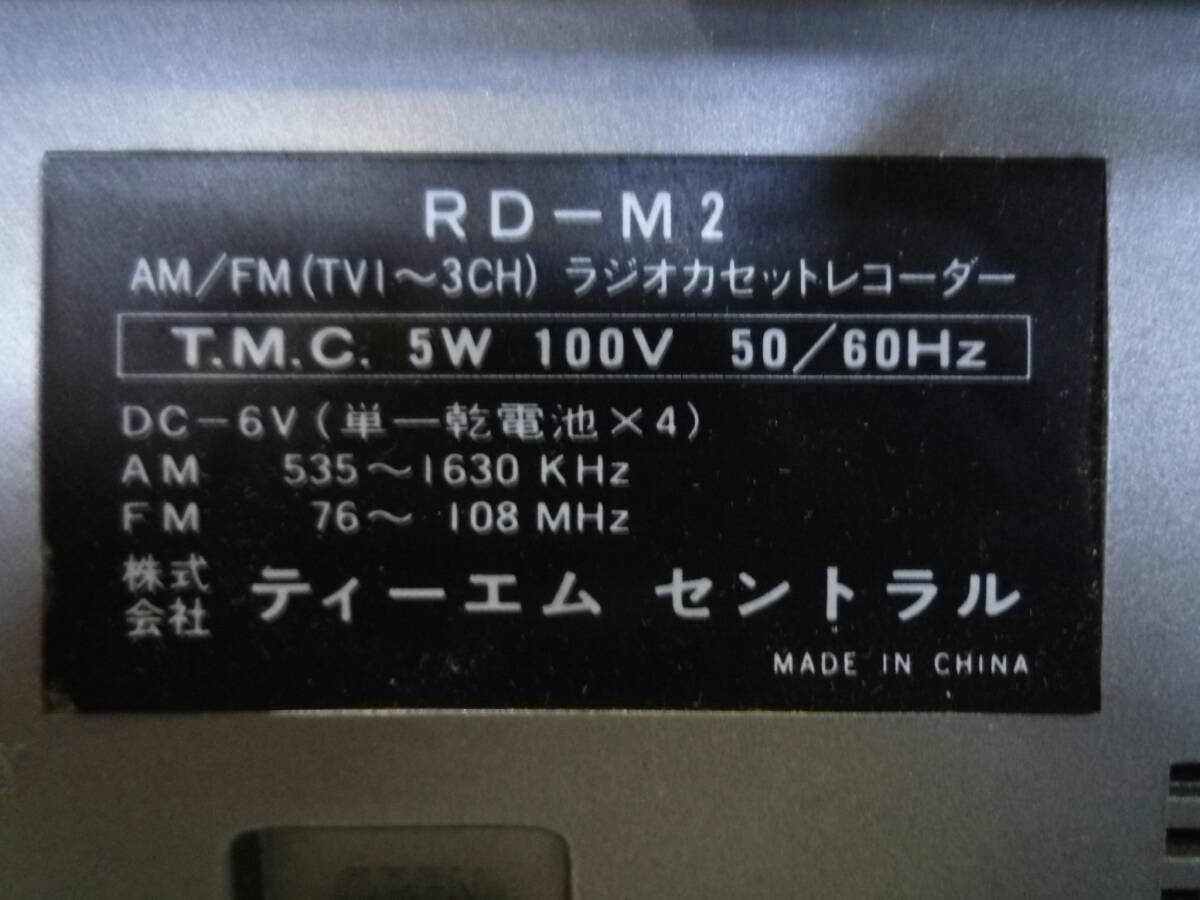 RD-M2
AM/FM(TV1～3CH) ラジオカセットレコーダー
T.M.C. 5W 100V 50/60Hz
DC-6V(単一乾電池×4)
AM 535～1630 KHz
FM 76～108 MHz
株式会社 ティーエム セントラル
MADE IN CHINA